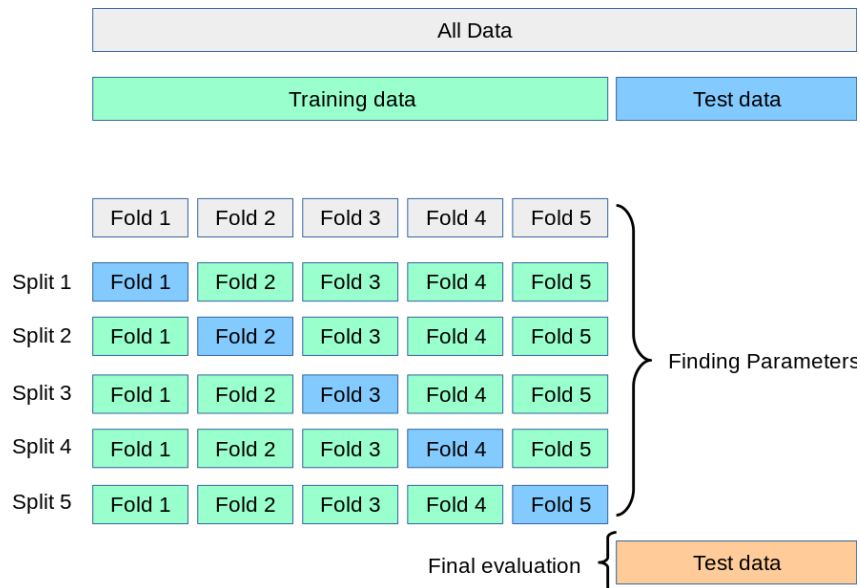 All Data
Training data Test data
Fold 1 Fold 2 Fold 3 Fold 4 Fold 5
Split 1 Fold 1 Fold 2 Fold 3 Fold 4 Fold 5
Split 2 Fold 1 Fold 2 Fold 3 Fold 4 Fold 5
Finding Parameters
Split 3 Fold 1 Fold 2 Fold 3 Fold 4 Fold 5
Split 4 Fold 1 Fold 2 Fold 3 Fold 4 Fold 5
Split 5 Fold 1 Fold 2 Fold 3 Fold 4 Fold 5
Final evaluation Test data